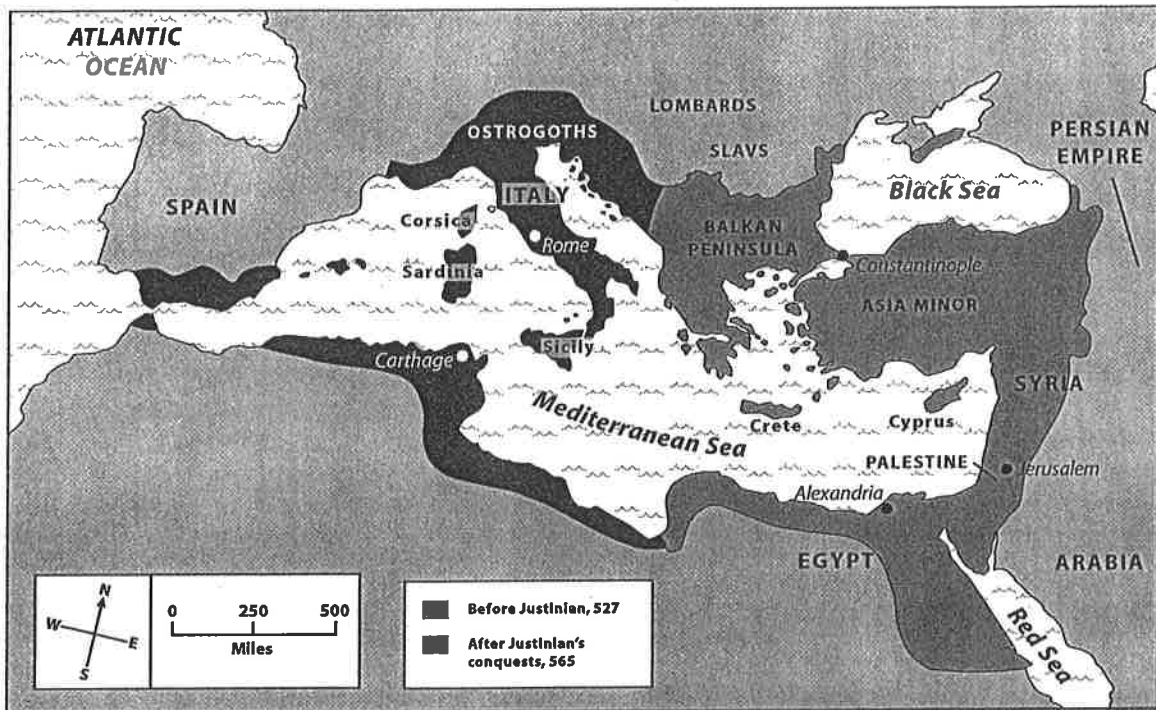 ATLANTIC
OCEAN
LOMBARDS
OSTROGOTHS
SLAVS
PERSIAN
EMPIRE
SPAIN
ITALY
Black Sea
Corsica
Rome
BALKAN
PENINSULA
Constantinople
Sardinia
ASIA MINOR
Carthage
Sicily
SYRIA
Mediterranean Sea
Crete
Cyprus
PALESTINE
Jerusalem
Alexandria
EGYPT
ARABIA
Red Sea
N
W
E
S
0 250 500
Miles
Before Justinian, 527
After Justinian's
conquests, 565